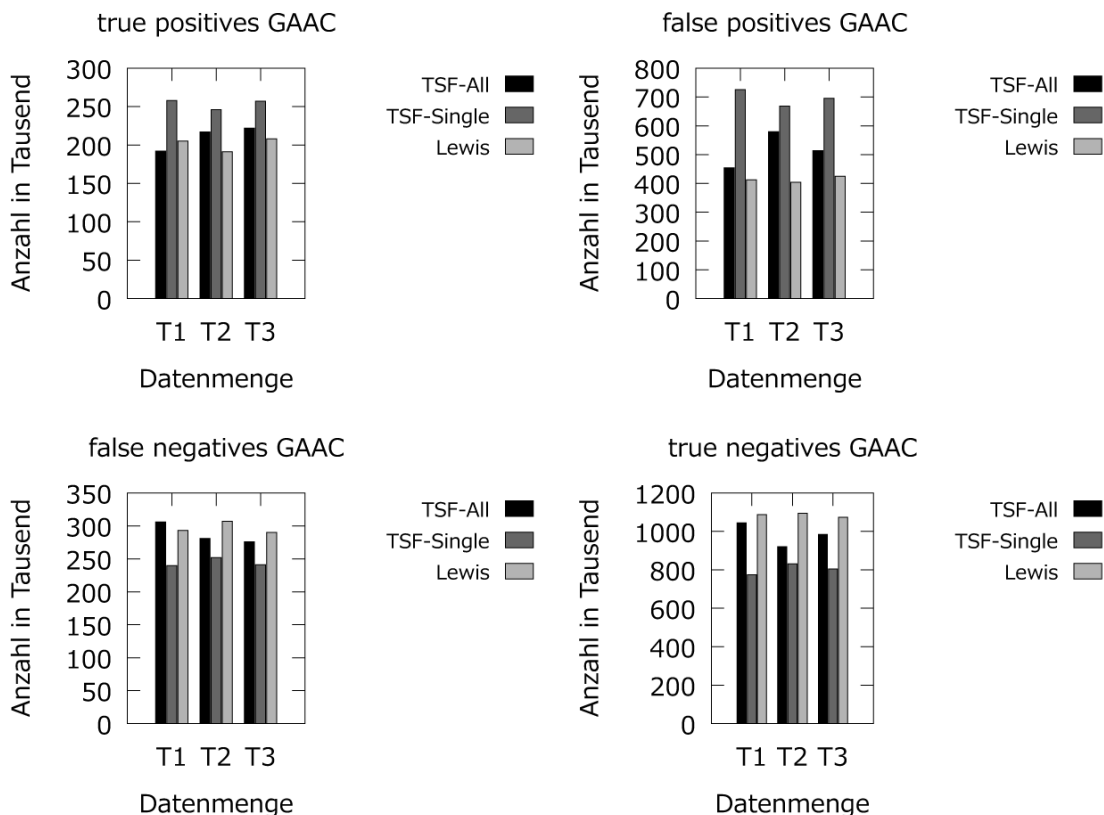 true positives GAAC
Anzahl in Tausend
300
250
200
150
100
50
0
T1 T2 T3
Datenmenge
TSF-All
TSF-Single
Lewis
false positives GAAC
Anzahl in Tausend
800
700
600
500
400
300
200
100
0
T1 T2 T3
Datenmenge
TSF-All
TSF-Single
Lewis
false negatives GAAC
Anzahl in Tausend
350
300
250
200
150
100
50
0
T1 T2 T3
Datenmenge
TSF-All
TSF-Single
Lewis
true negatives GAAC
Anzahl in Tausend
1200
1000
800
600
400
200
0
T1 T2 T3
Datenmenge
TSF-All
TSF-Single
Lewis